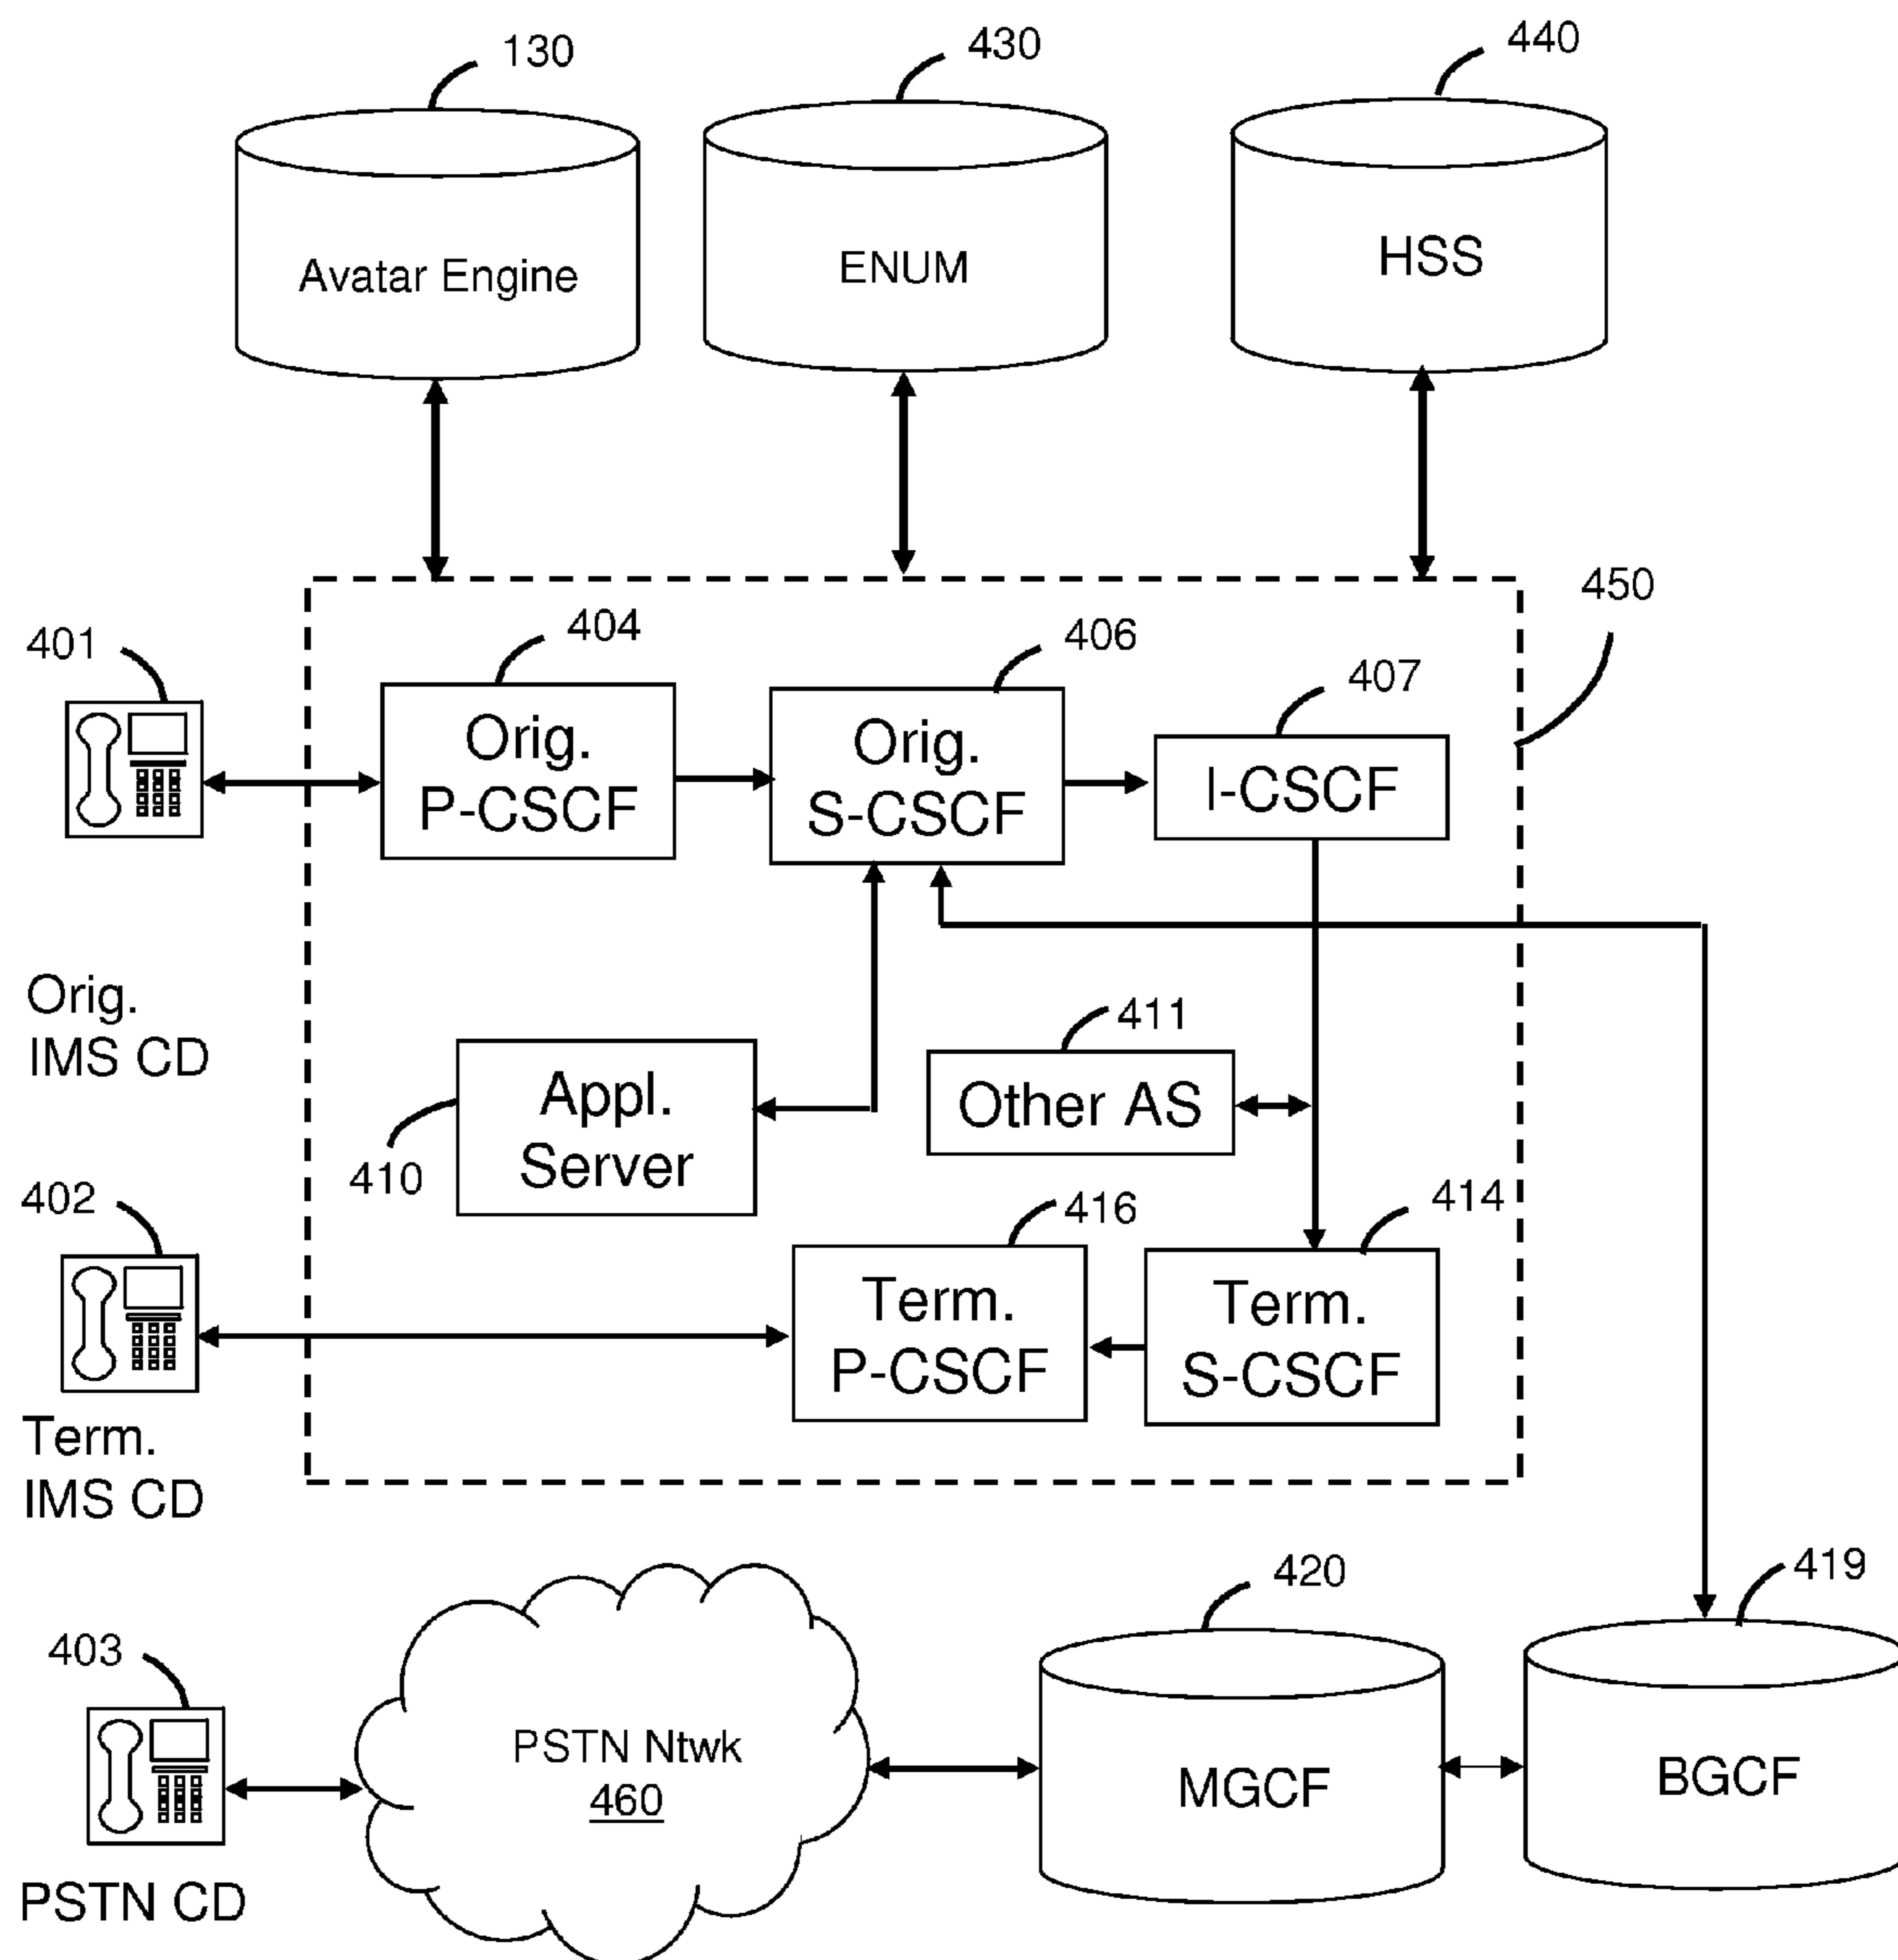 130
430
440
Avatar Engine
ENUM
HSS
450
401
404
406
407
Orig.
P-CSCF
Orig.
S-CSCF
I-CSCF
Orig.
IMS CD
411
Appl.
Server
Other AS
410
402
416
414
Term.
P-CSCF
Term.
S-CSCF
Term.
IMS CD
420
419
403
PSTN Ntwk
460
MGCF
BGCF
PSTN CD